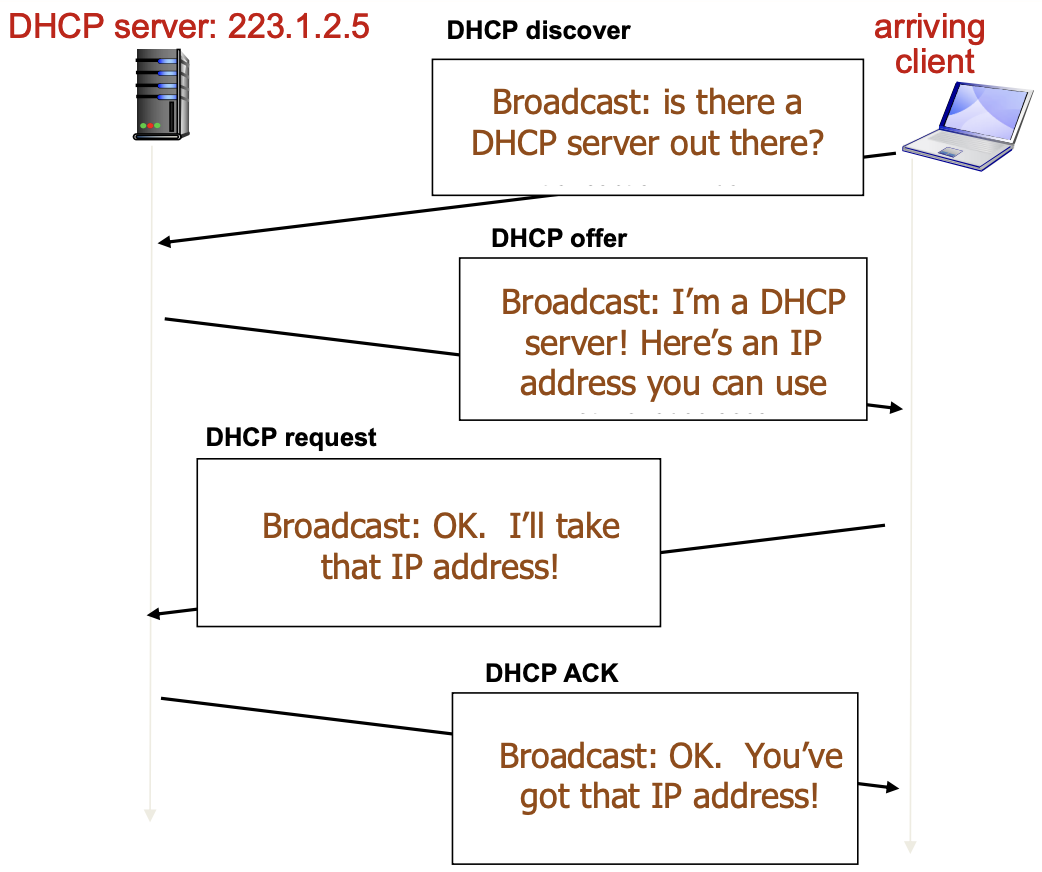 DHCP server: 223.1.2.5
DHCP discover
arriving
client
Broadcast: is there a
DHCP server out there?
DHCP offer
Broadcast: I’m a DHCP
server! Here’s an IP
address you can use
DHCP request
Broadcast: OK.  I’ll take
that IP address!
DHCP ACK
Broadcast: OK.  You’ve
got that IP address!